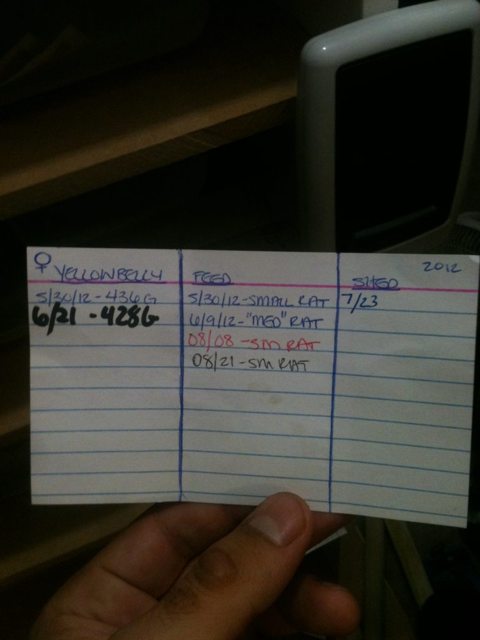 ♀ YELLOWBELLY
5/30/12 - 436G
6/21 - 428G
FEED
5/30/12 - SMALL RAT
6/9/12 - "MED" RAT
08/08 - SM RAT
08/21 - SM RAT
2012
SHED
7/23